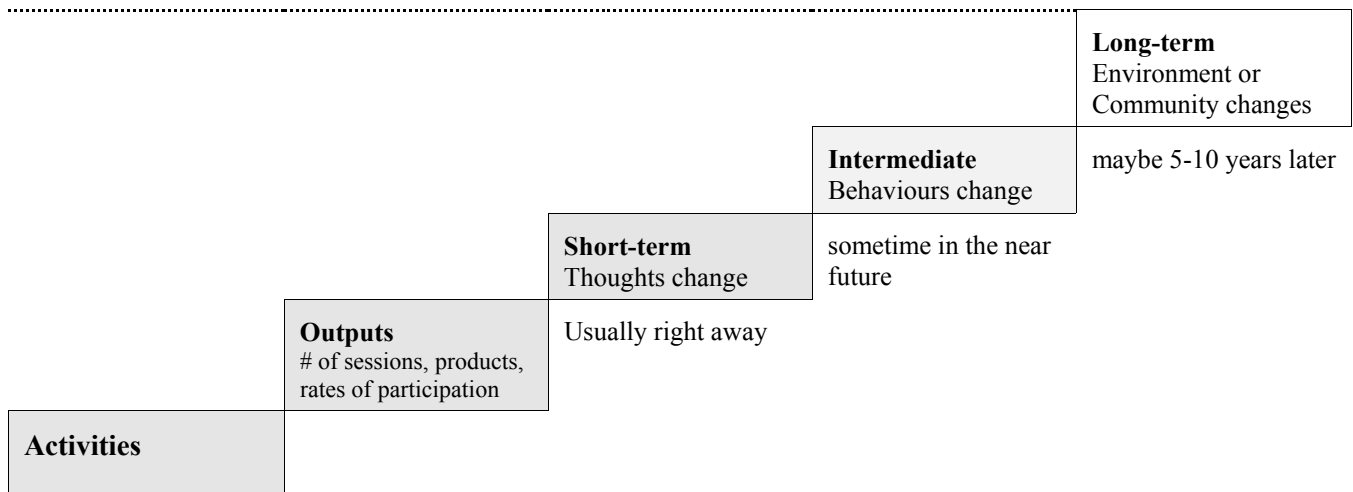 Long-term
Environment or
Community changes
Intermediate
Behaviours change
maybe 5-10 years later
Short-term
Thoughts change
sometime in the near
future
Outputs
# of sessions, products,
rates of participation
Usually right away
Activities